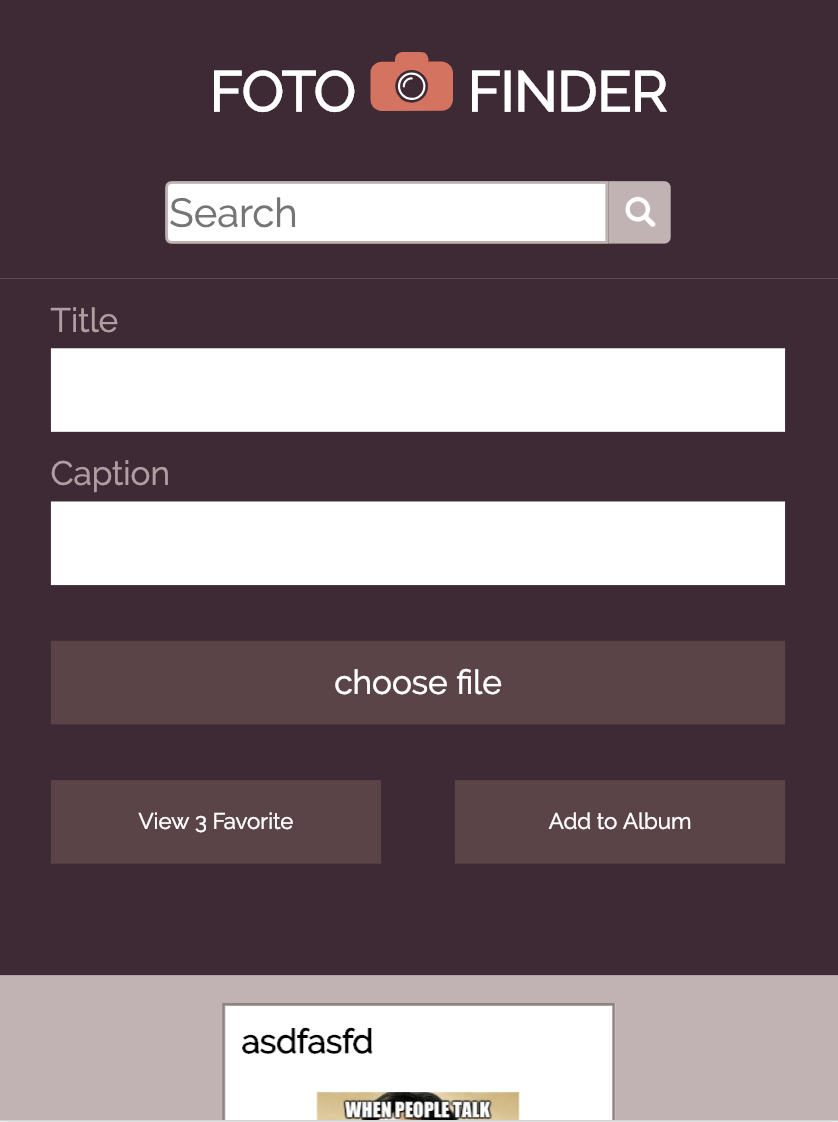 FOTO FINDER
Search
Title
Caption
choose file
View 3 Favorite
Add to Album
asdfasfd
WHEN PEOPLE TALK